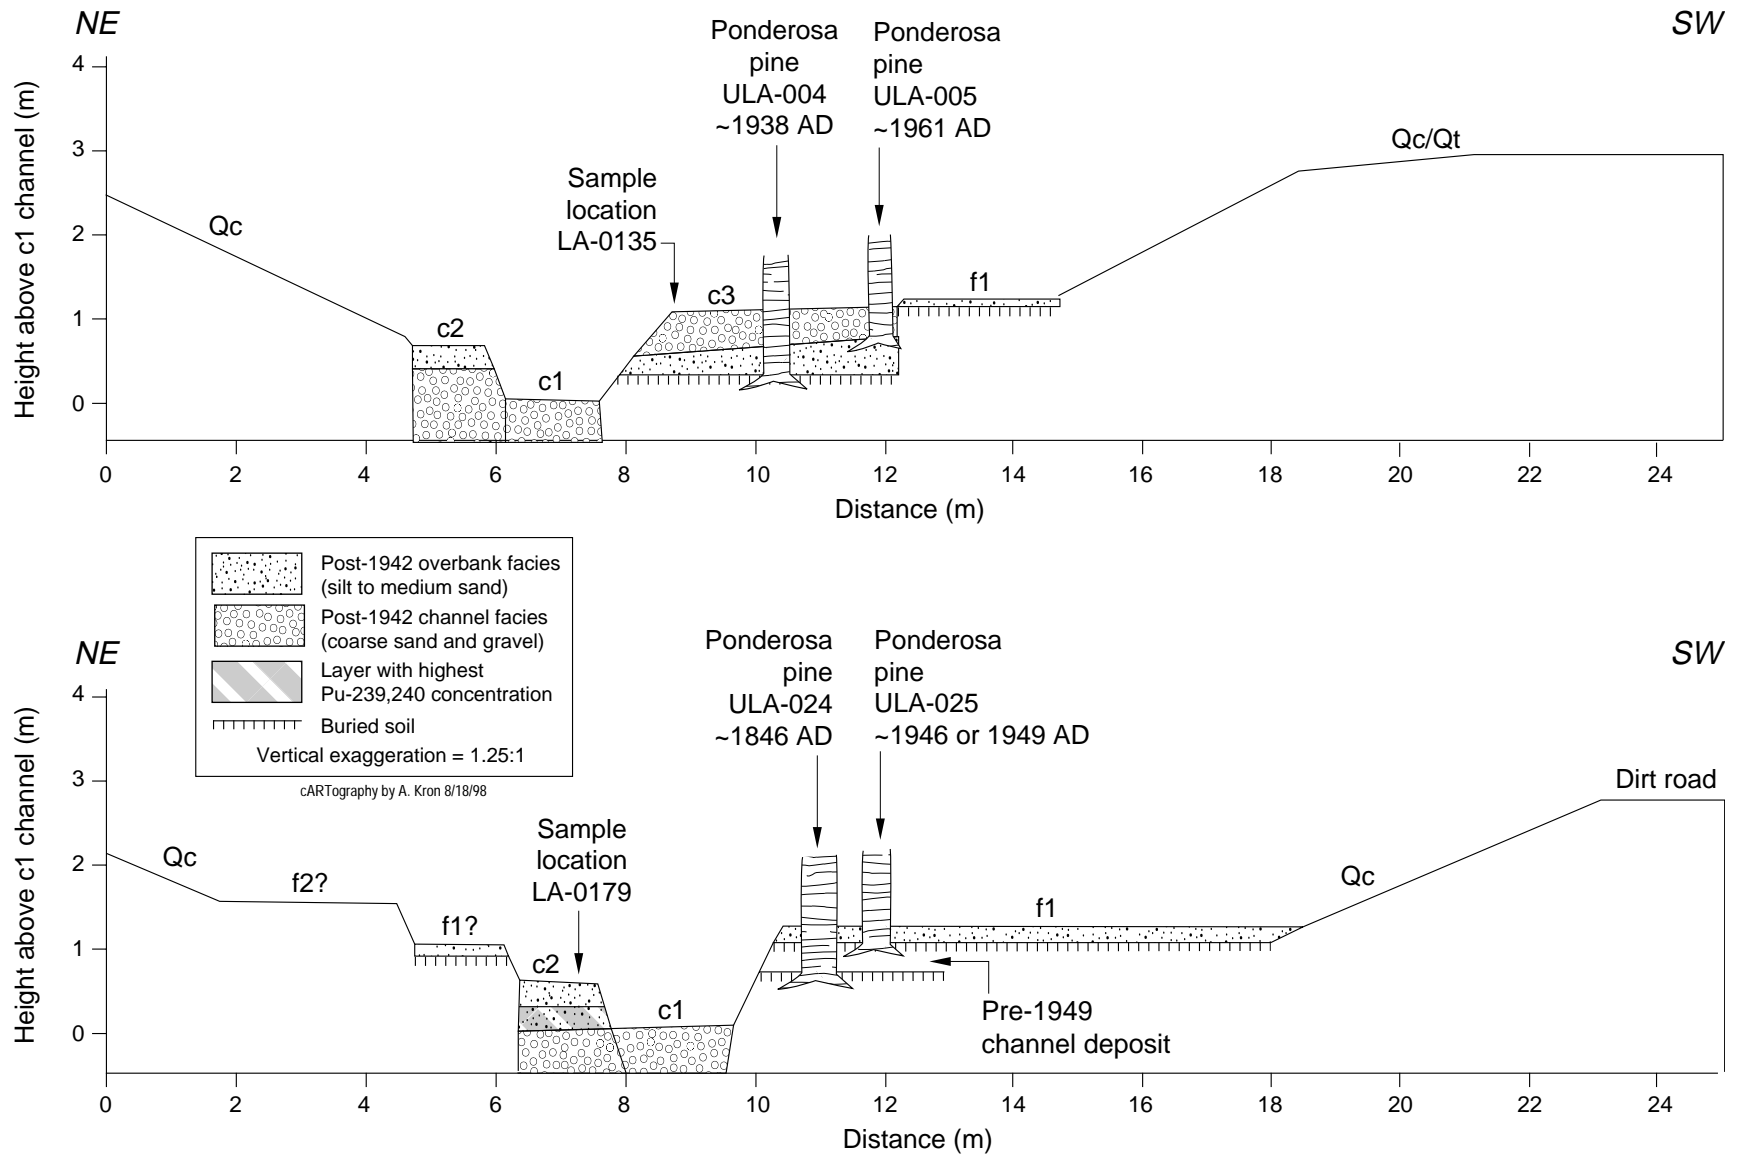 NE
SW
Ponderosa
pine
ULA-004
~1938 AD
Ponderosa
pine
ULA-005
~1961 AD
Sample
location
LA-0135
Qc
c2
c1
c3
f1
Qc/Qt
Height above c1 channel (m)
4
3
2
1
0
0 2 4 6 8 10 12 14 16 18 20 22 24
Distance (m)
Post-1942 overbank facies
(silt to medium sand)
Post-1942 channel facies
(coarse sand and gravel)
Layer with highest
Pu-239,240 concentration
Buried soil
Vertical exaggeration = 1.25:1
cARTography by A. Kron 8/18/98
NE
SW
Ponderosa
pine
ULA-024
~1846 AD
Ponderosa
pine
ULA-025
~1946 or 1949 AD
Dirt road
Sample
location
LA-0179
Qc
f2?
f1?
c2
c1
f1
Qc
Pre-1949
channel deposit
Height above c1 channel (m)
4
3
2
1
0
0 2 4 6 8 10 12 14 16 18 20 22 24
Distance (m)